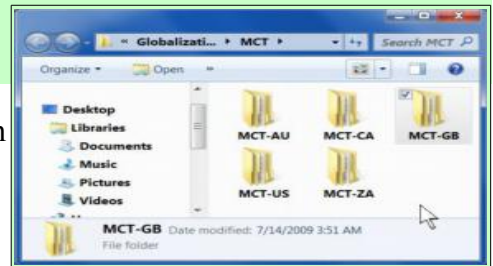 « Globalizati... ▸ MCT ▸
Search MCT
Organize ▾ Open »
Desktop
Libraries
Documents
Music
Pictures
Videos
MCT-AU MCT-CA MCT-GB
MCT-US MCT-ZA
MCT-GB Date modified: 7/14/2009 3:51 AM
File folder